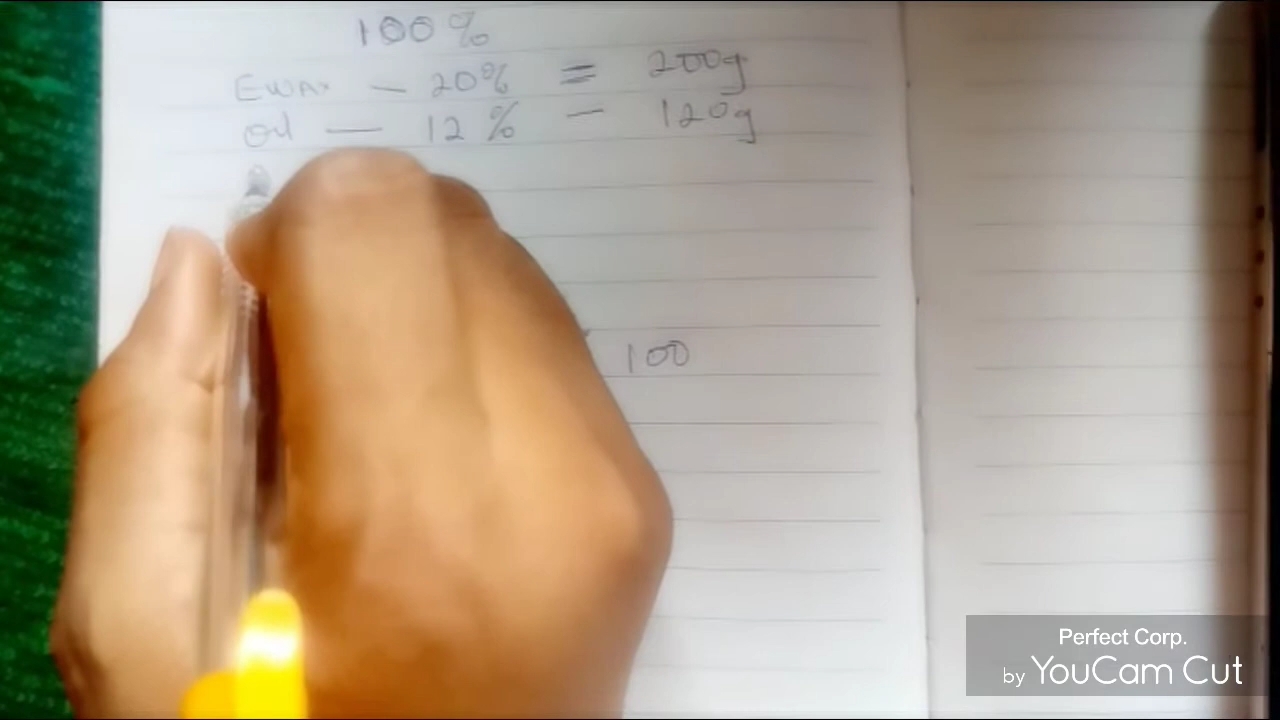 100%
Ewax — 20% = 200g
Oil — 12% — 120g
100
Perfect Corp.
by YouCam Cut